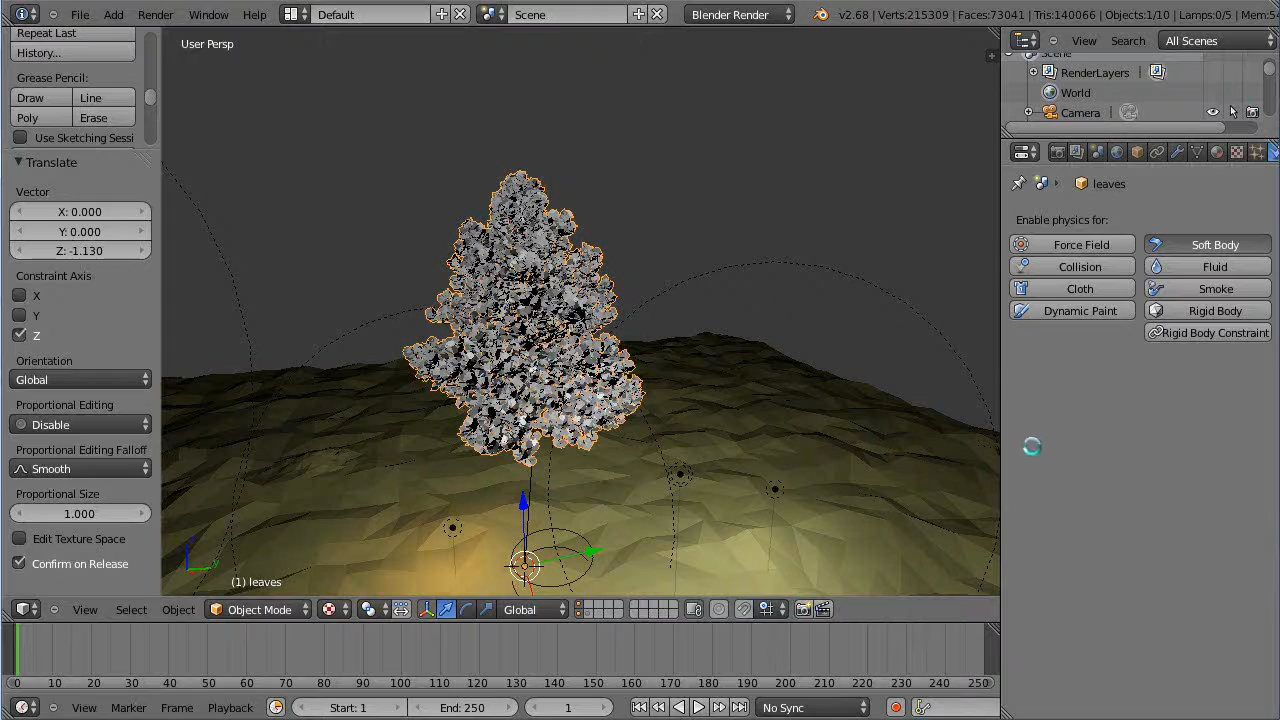 File Add Render Window Help Default Scene Blender Render v2.68 | Verts:215309 | Faces:73041 | Tris:140066 | Objects:1/10 | Lamps:0/5 | Mem:
Repeat Last
History...
Grease Pencil:
Draw Line
Poly Erase
Use Sketching Sessi
Translate
Vector
X: 0.000
Y: 0.000
Z: -1.130
Constraint Axis
X
Y
Z
Orientation
Global
Proportional Editing
Disable
Proportional Editing Falloff
Smooth
Proportional Size
1.000
Edit Texture Space
Confirm on Release
User Persp
(1) leaves
View Select Object Object Mode Global
0 10 20 30 40 50 60 70 80 90 100 110 120 130 140 150 160 170 180 190 200 210 220 230 240 250
View Marker Frame Playback Start: 1 End: 250 1 No Sync
View Search All Scenes
Scene
RenderLayers |
World
Camera |
leaves
Enable physics for:
Force Field Soft Body
Collision Fluid
Cloth Smoke
Dynamic Paint Rigid Body
Rigid Body Constraint